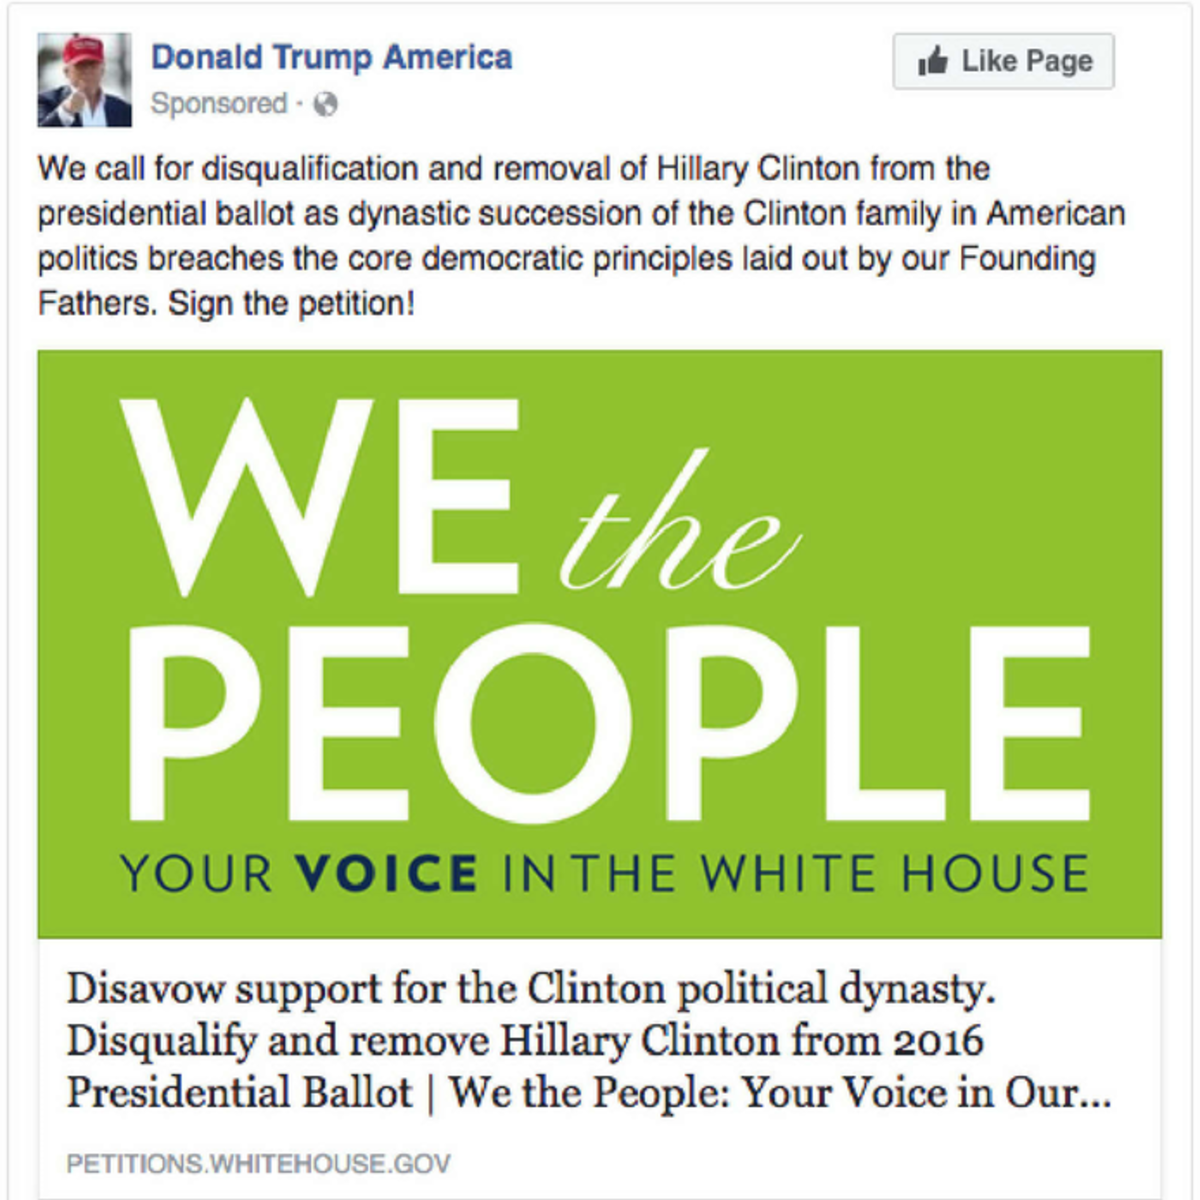 Donald Trump America
Sponsored ·
Like Page
We call for disqualification and removal of Hillary Clinton from the
presidential ballot as dynastic succession of the Clinton family in American
politics breaches the core democratic principles laid out by our Founding
Fathers. Sign the petition!
WE the
PEOPLE
YOUR VOICE IN THE WHITE HOUSE
Disavow support for the Clinton political dynasty.
Disqualify and remove Hillary Clinton from 2016
Presidential Ballot | We the People: Your Voice in Our...
PETITIONS.WHITEHOUSE.GOV